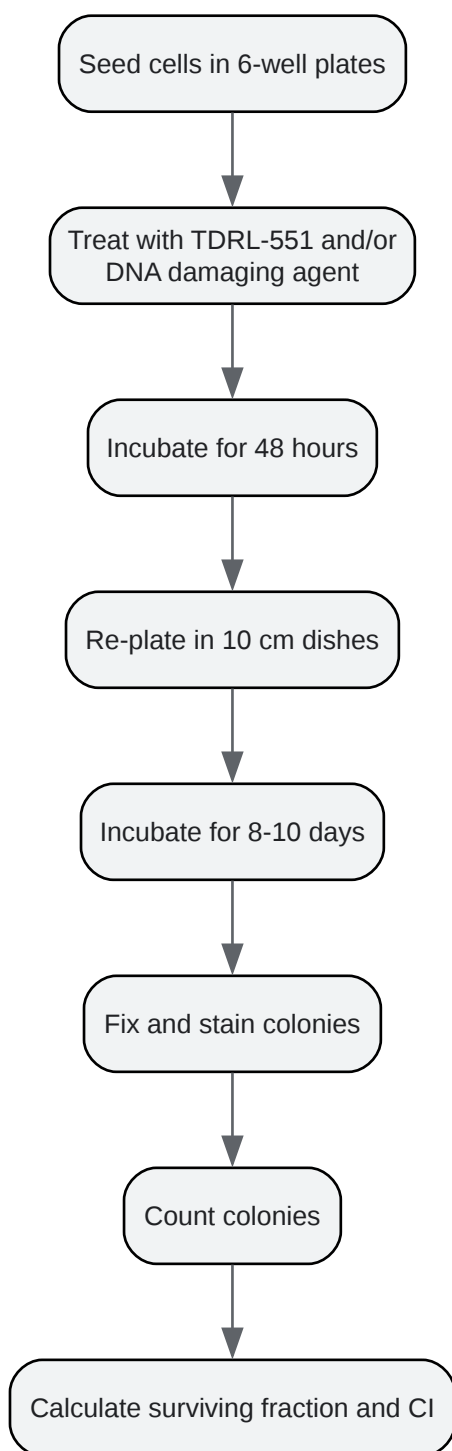 Seed cells in 6-well plates
Treat with TDRL-551 and/or
DNA damaging agent
Incubate for 48 hours
Re-plate in 10 cm dishes
Incubate for 8-10 days
Fix and stain colonies
Count colonies
Calculate surviving fraction and CI